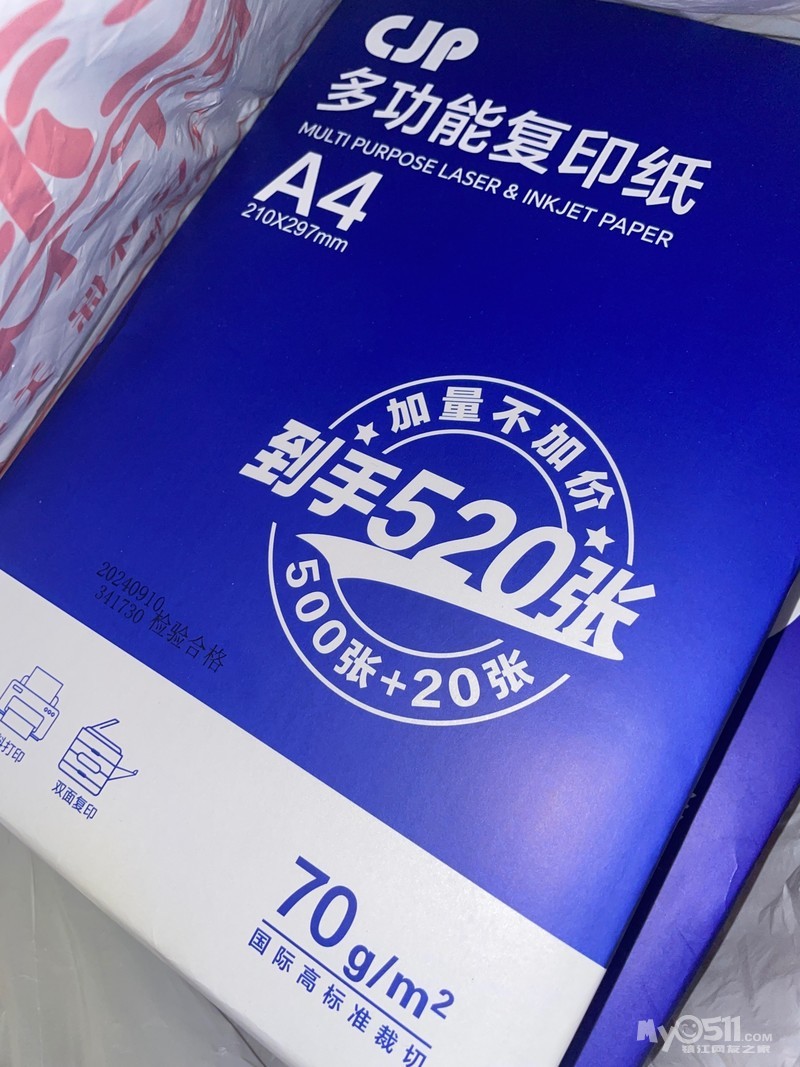 CJP
多功能复印纸
MULTI PURPOSE LASER & INKJET PAPER
A4
210X297mm
加量不加价
到手520张
500张+20张
20240910
341730 检验合格
料打印
双面复印
70g/m²
国际高标准裁切
My0511.COM
镇江网友之家